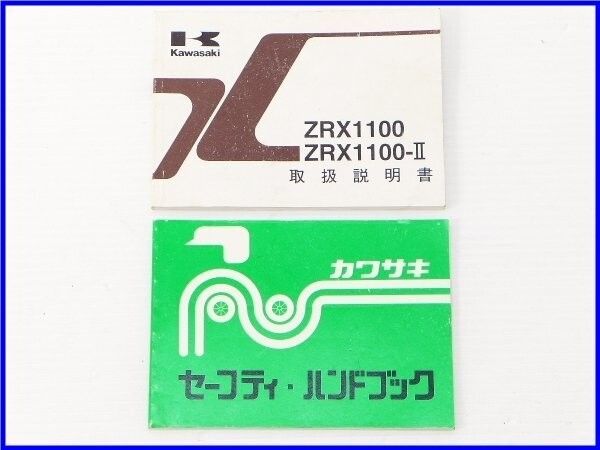 Kawasaki
ZRX1100
ZRX1100-II
取扱説明書
カワサキ
セーフティ・ハンドブック